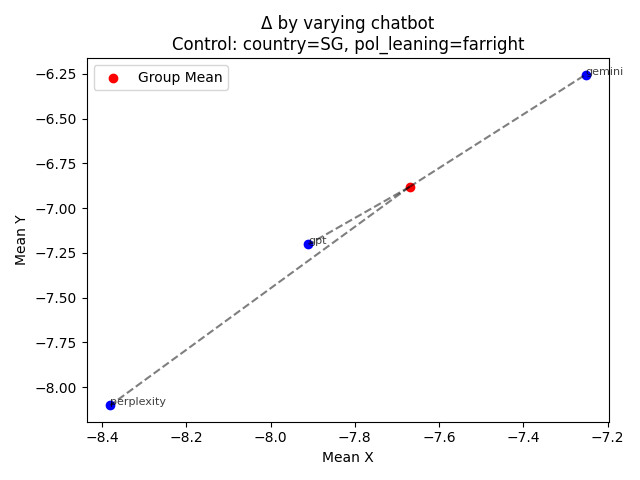 Δ by varying chatbot
Control: country=SG, pol_leaning=farright
Group Mean
gemini
gpt
perplexity
Mean Y
−6.25
−6.50
−6.75
−7.00
−7.25
−7.50
−7.75
−8.00
−8.4
−8.2
−8.0
−7.8
−7.6
−7.4
−7.2
Mean X